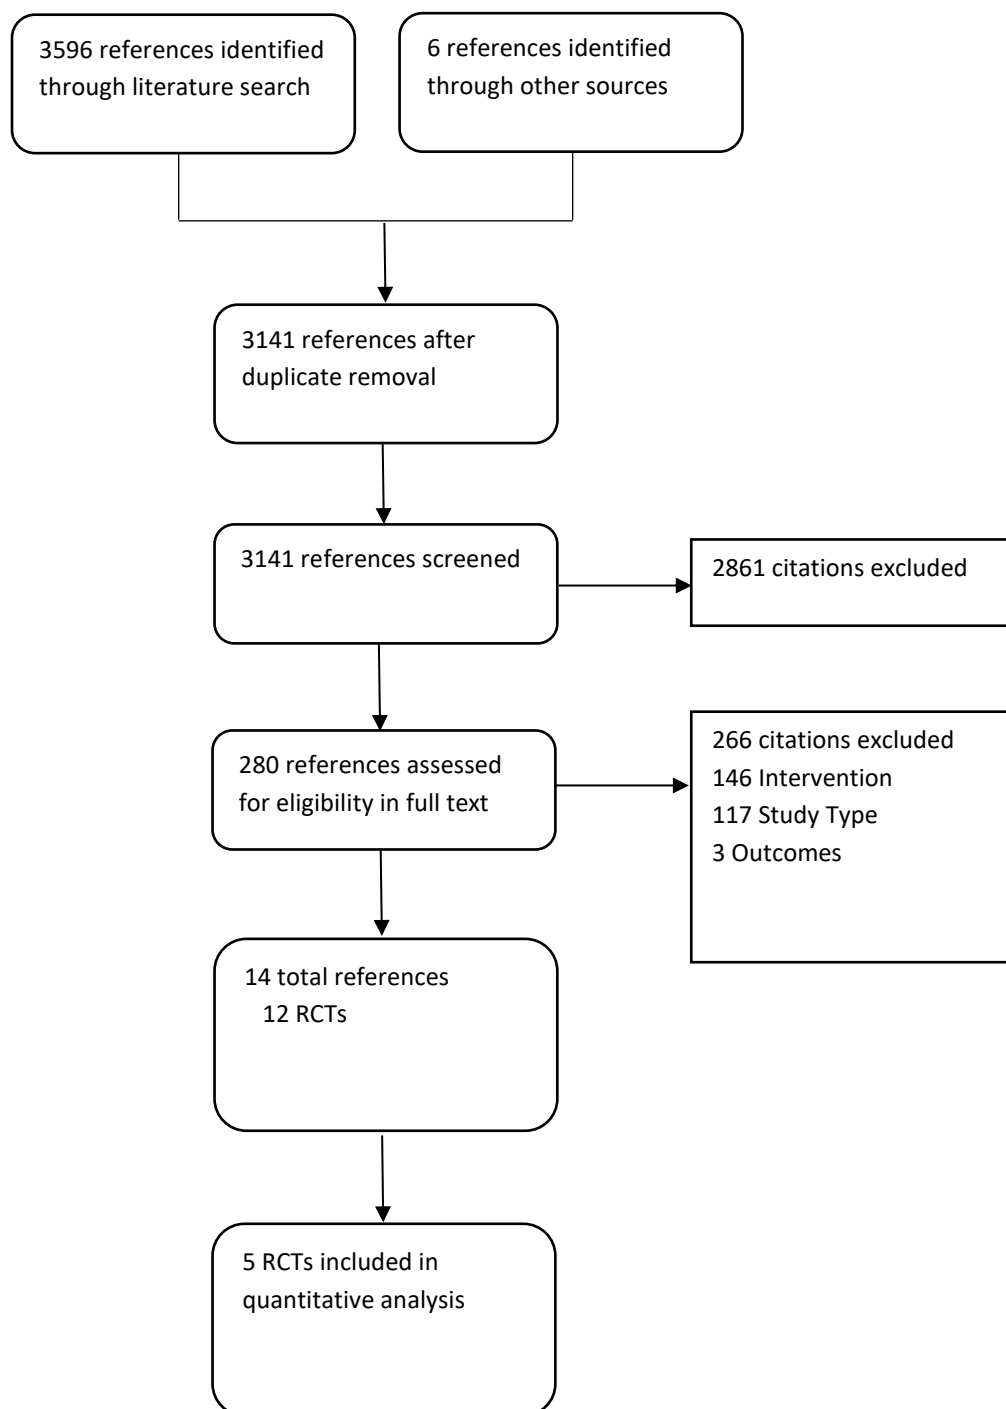 3596 references identified
through literature search
6 references identified
through other sources
3141 references after
duplicate removal
3141 references screened
2861 citations excluded
280 references assessed
for eligibility in full text
266 citations excluded
146 Intervention
117 Study Type
3 Outcomes
14 total references
12 RCTs
5 RCTs included in
quantitative analysis